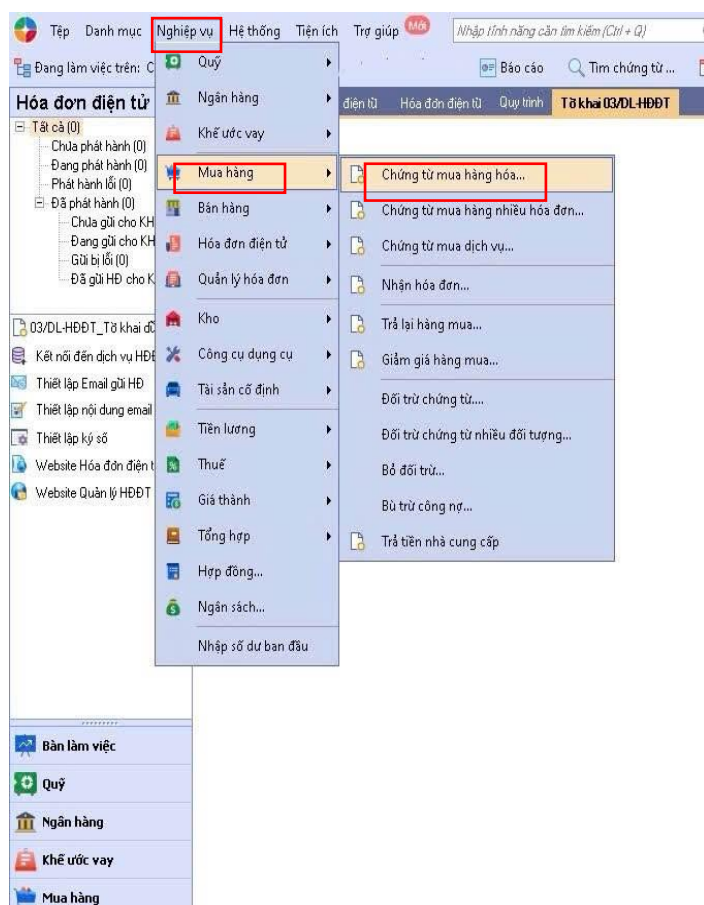 Tệp Danh mục Nghiệp vụ Hệ thống Tiện ích Trợ giúp Mới Nhập tính năng cần tìm kiếm (Ctrl + Q)
Đang làm việc trên: C Báo cáo Tìm chứng từ ...
Hóa đơn điện tử điện tử Hóa đơn điện tử Quy trình Tờ khai 03/DL-HĐĐT
Tất cả (0)
Chưa phát hành (0)
Đang phát hành (0)
Phát hành lỗi (0)
Đã phát hành (0)
Chưa gửi cho KH
Đang gửi cho KH
Gửi bị lỗi (0)
Đã gửi HĐ cho K
03/DL-HĐĐT_Tờ khai dữ
Kết nối đến dịch vụ HĐĐ
Thiết lập Email gửi HĐ
Thiết lập nội dung email
Thiết lập ký số
Website Hóa đơn điện t
Website Quản lý HĐĐT
Quỹ
Ngân hàng
Khế ước vay
Mua hàng
Bán hàng
Hóa đơn điện tử
Quản lý hóa đơn
Kho
Công cụ dụng cụ
Tài sản cố định
Tiền lương
Thuế
Giá thành
Tổng hợp
Hợp đồng...
Ngân sách...
Nhập số dư ban đầu
Chứng từ mua hàng hóa...
Chứng từ mua hàng nhiều hóa đơn...
Chứng từ mua dịch vụ...
Nhận hóa đơn...
Trả lại hàng mua...
Giảm giá hàng mua...
Đối trừ chứng từ....
Đối trừ chứng từ nhiều đối tượng...
Bỏ đối trừ...
Bù trừ công nợ...
Trả tiền nhà cung cấp
Bàn làm việc
Quỹ
Ngân hàng
Khế ước vay
Mua hàng